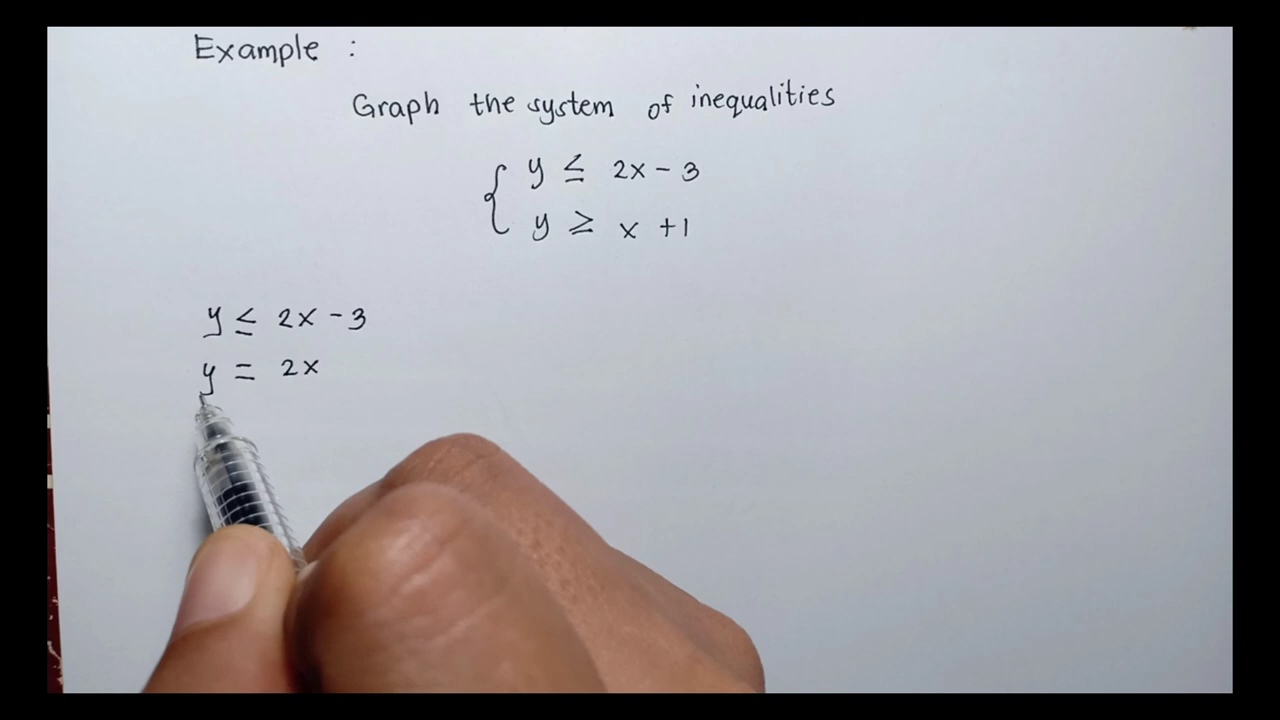 Example :
Graph the system of inequalities
{ y ≤ 2x - 3
y ≥ x + 1
y ≤ 2x - 3
y = 2x